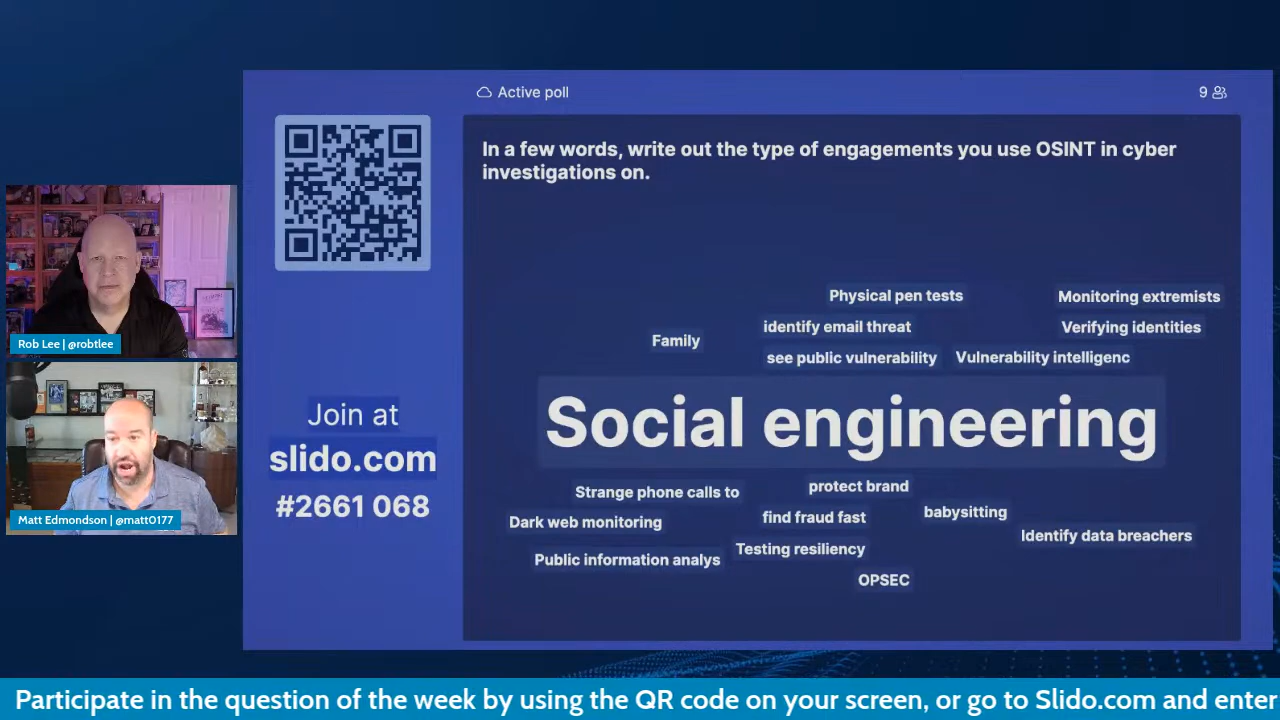 Active poll
9
In a few words, write out the type of engagements you use OSINT in cyber
investigations on.
Physical pen tests
Monitoring extremists
identify email threat
Verifying identities
Family
see public vulnerability
Vulnerability intelligenc
Social engineering
Strange phone calls to
protect brand
Dark web monitoring
find fraud fast
babysitting
Identify data breachers
Public information analys
Testing resiliency
OPSEC
Join at
slido.com
#2661 068
Rob Lee | @robtlee
Matt Edmondson | @matt0177
Participate in the question of the week by using the QR code on your screen, or go to Slido.com and enter